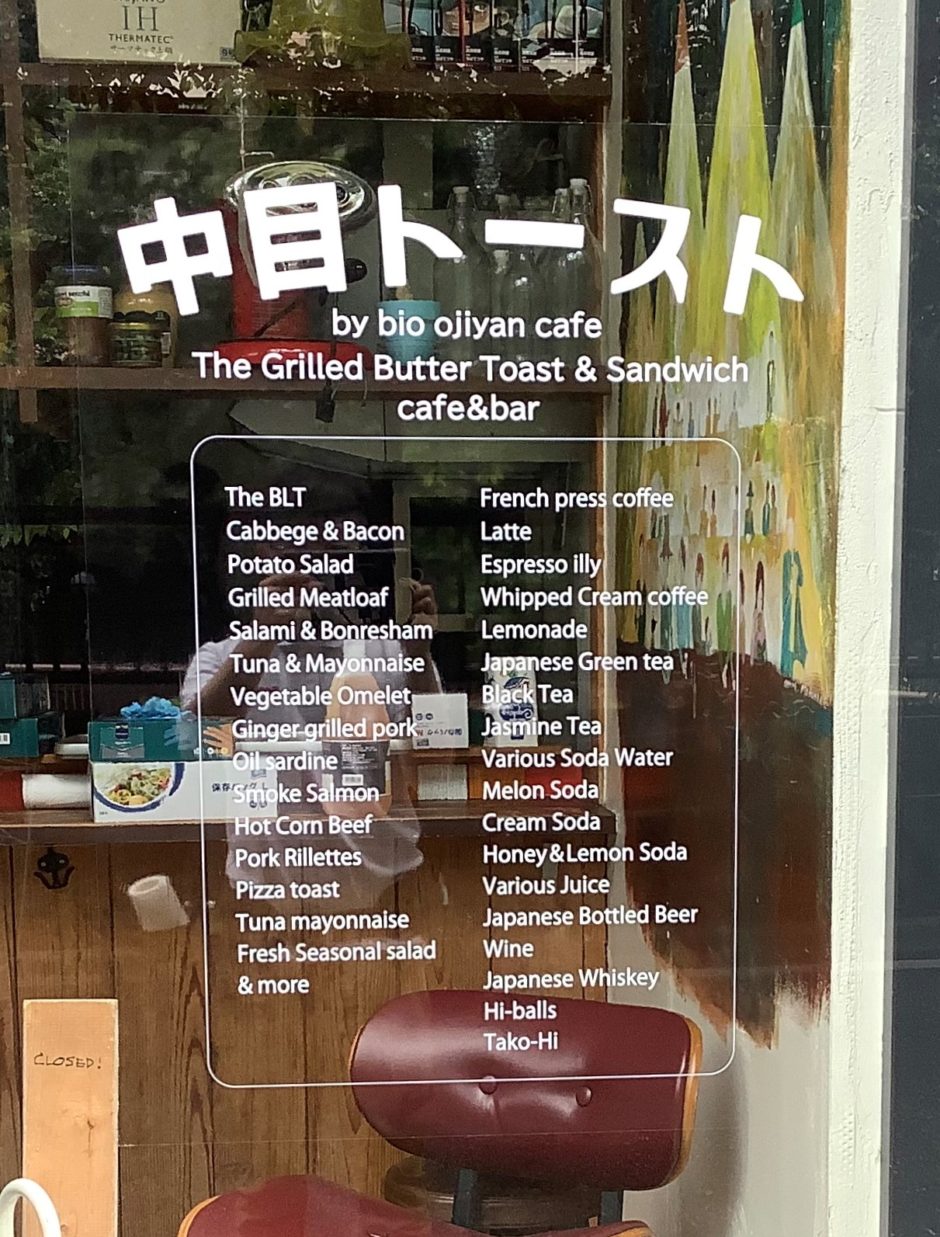 IH
THERMATEC
中目トースト
by bio ojiyan cafe
The Grilled Butter Toast & Sandwich
cafe&bar
The BLT
Cabbege & Bacon
Potato Salad
Grilled Meatloaf
Salami & Bonresham
Tuna & Mayonnaise
Vegetable Omelet
Ginger grilled pork
Oil sardine
Smoke Salmon
Hot Corn Beef
Pork Rillettes
Pizza toast
Tuna mayonnaise
Fresh Seasonal salad
& more
French press coffee
Latte
Espresso illy
Whipped Cream coffee
Lemonade
Japanese Green tea
Black Tea
Jasmine Tea
Various Soda Water
Melon Soda
Cream Soda
Honey&Lemon Soda
Various Juice
Japanese Bottled Beer
Wine
Japanese Whiskey
Hi-balls
Tako-Hi
保存
CLOSED!